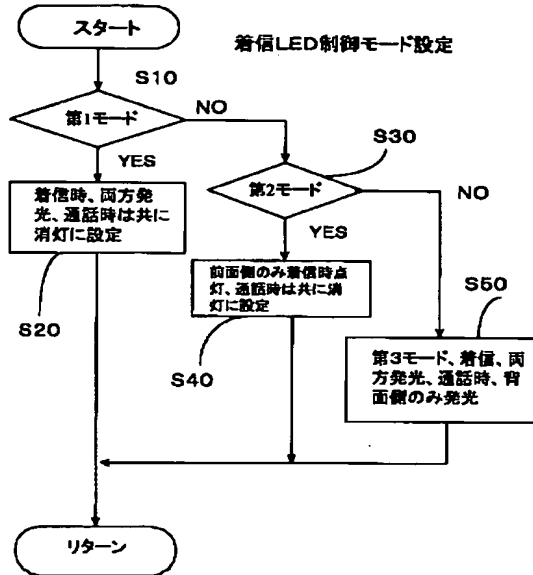 スタート
着信LED制御モード設定
S10
第1モード
NO
YES
S30
着信時、両方発
光、通話時は共に
消灯に設定
第2モード
NO
YES
S20
前面側のみ着信時点
灯、通話時は共に消
灯に設定
S40
S50
第3モード、着信、両
方発光、通話時、背
面側のみ発光
リターン